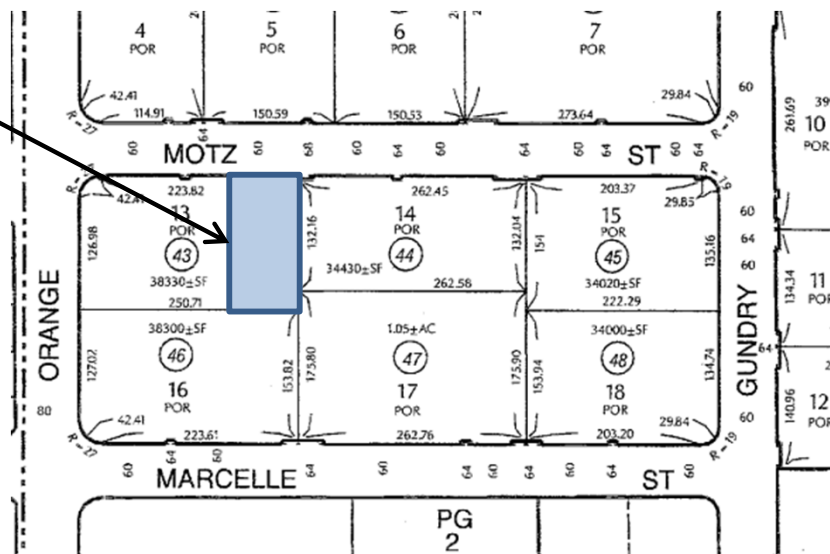 4 5 6 7
POR POR POR POR
42.41 29.84 60
114.91 150.59 150.53 273.64
R=27 64 R=19
MOTZ 60 68 60 64 60 64 60 ST 60 64
261.69 39
10
POR
223.82 262.45 203.37
42.41 29.85 R=19
13 14 15 60
POR POR POR
126.98 132.16 132.04 154 135.16
43 44 45 64
38330±SF 34430±SF 34020±SF 60
250.71 262.58 222.29
134.34 11
POR
ORANGE GUNDRY
38300±SF 1.05±AC 34000±SF
46 47 48 64
127.02 153.82 175.80 175.90 153.94 134.74
16 17 18
POR POR POR
140.96 12
POR
80 42.41 29.84 60
223.61 262.76 203.20
R=27 R=19
60 64 60 64 60 64 60 64 60 64 60
MARCELLE ST
PG
2